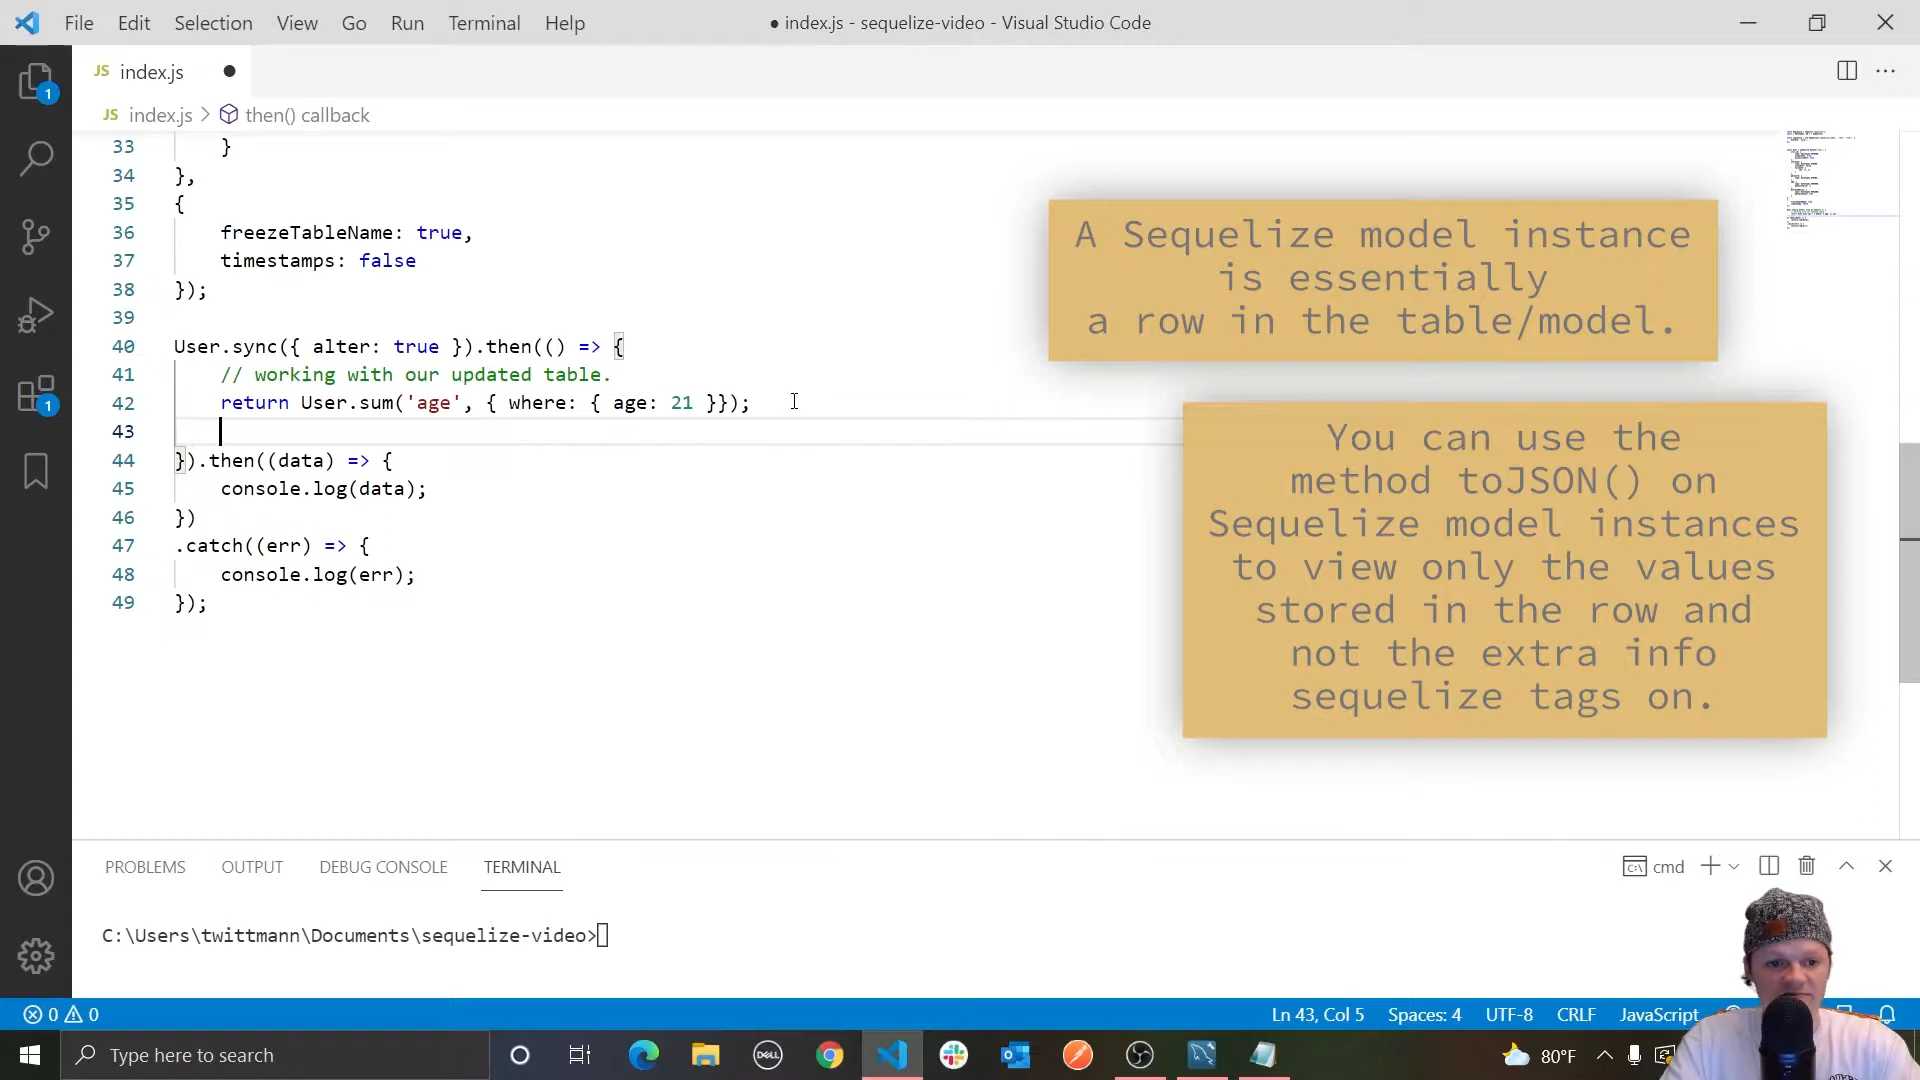 File Edit Selection View Go Run Terminal Help
● index.js - sequelize-video - Visual Studio Code
JS index.js ●
JS index.js > then() callback
33 }
34 },
35 {
36 freezeTableName: true,
37 timestamps: false
38 });
39
40 User.sync({ alter: true }).then(() => {
41 // working with our updated table.
42 return User.sum('age', { where: { age: 21 }});
43
44 }).then((data) => {
45 console.log(data);
46 })
47 .catch((err) => {
48 console.log(err);
49 });
A Sequelize model instance
is essentially
a row in the table/model.
You can use the
method toJSON() on
Sequelize model instances
to view only the values
stored in the row and
not the extra info
sequelize tags on.
1
1
PROBLEMS OUTPUT DEBUG CONSOLE TERMINAL
cmd
C:\Users\twittmann\Documents\sequelize-video>
0 0
Ln 43, Col 5 Spaces: 4 UTF-8 CRLF JavaScript
Type here to search
DELL
80°F